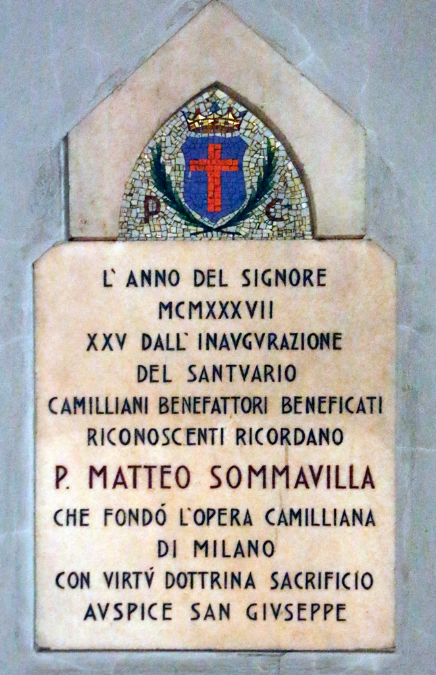 P C
L' ANNO DEL SIGNORE
MCMXXXVII
XXV DALL' INAVGVRAZIONE
DEL SANTVARIO
CAMILLIANI BENEFATTORI BENEFICATI
RICONOSCENTI RICORDANO
P. MATTEO SOMMAVILLA
CHE FONDÓ L'OPERA CAMILLIANA
DI MILANO
CON VIRTÚ DOTTRINA SACRIFICIO
AVSPICE SAN GIVSEPPE